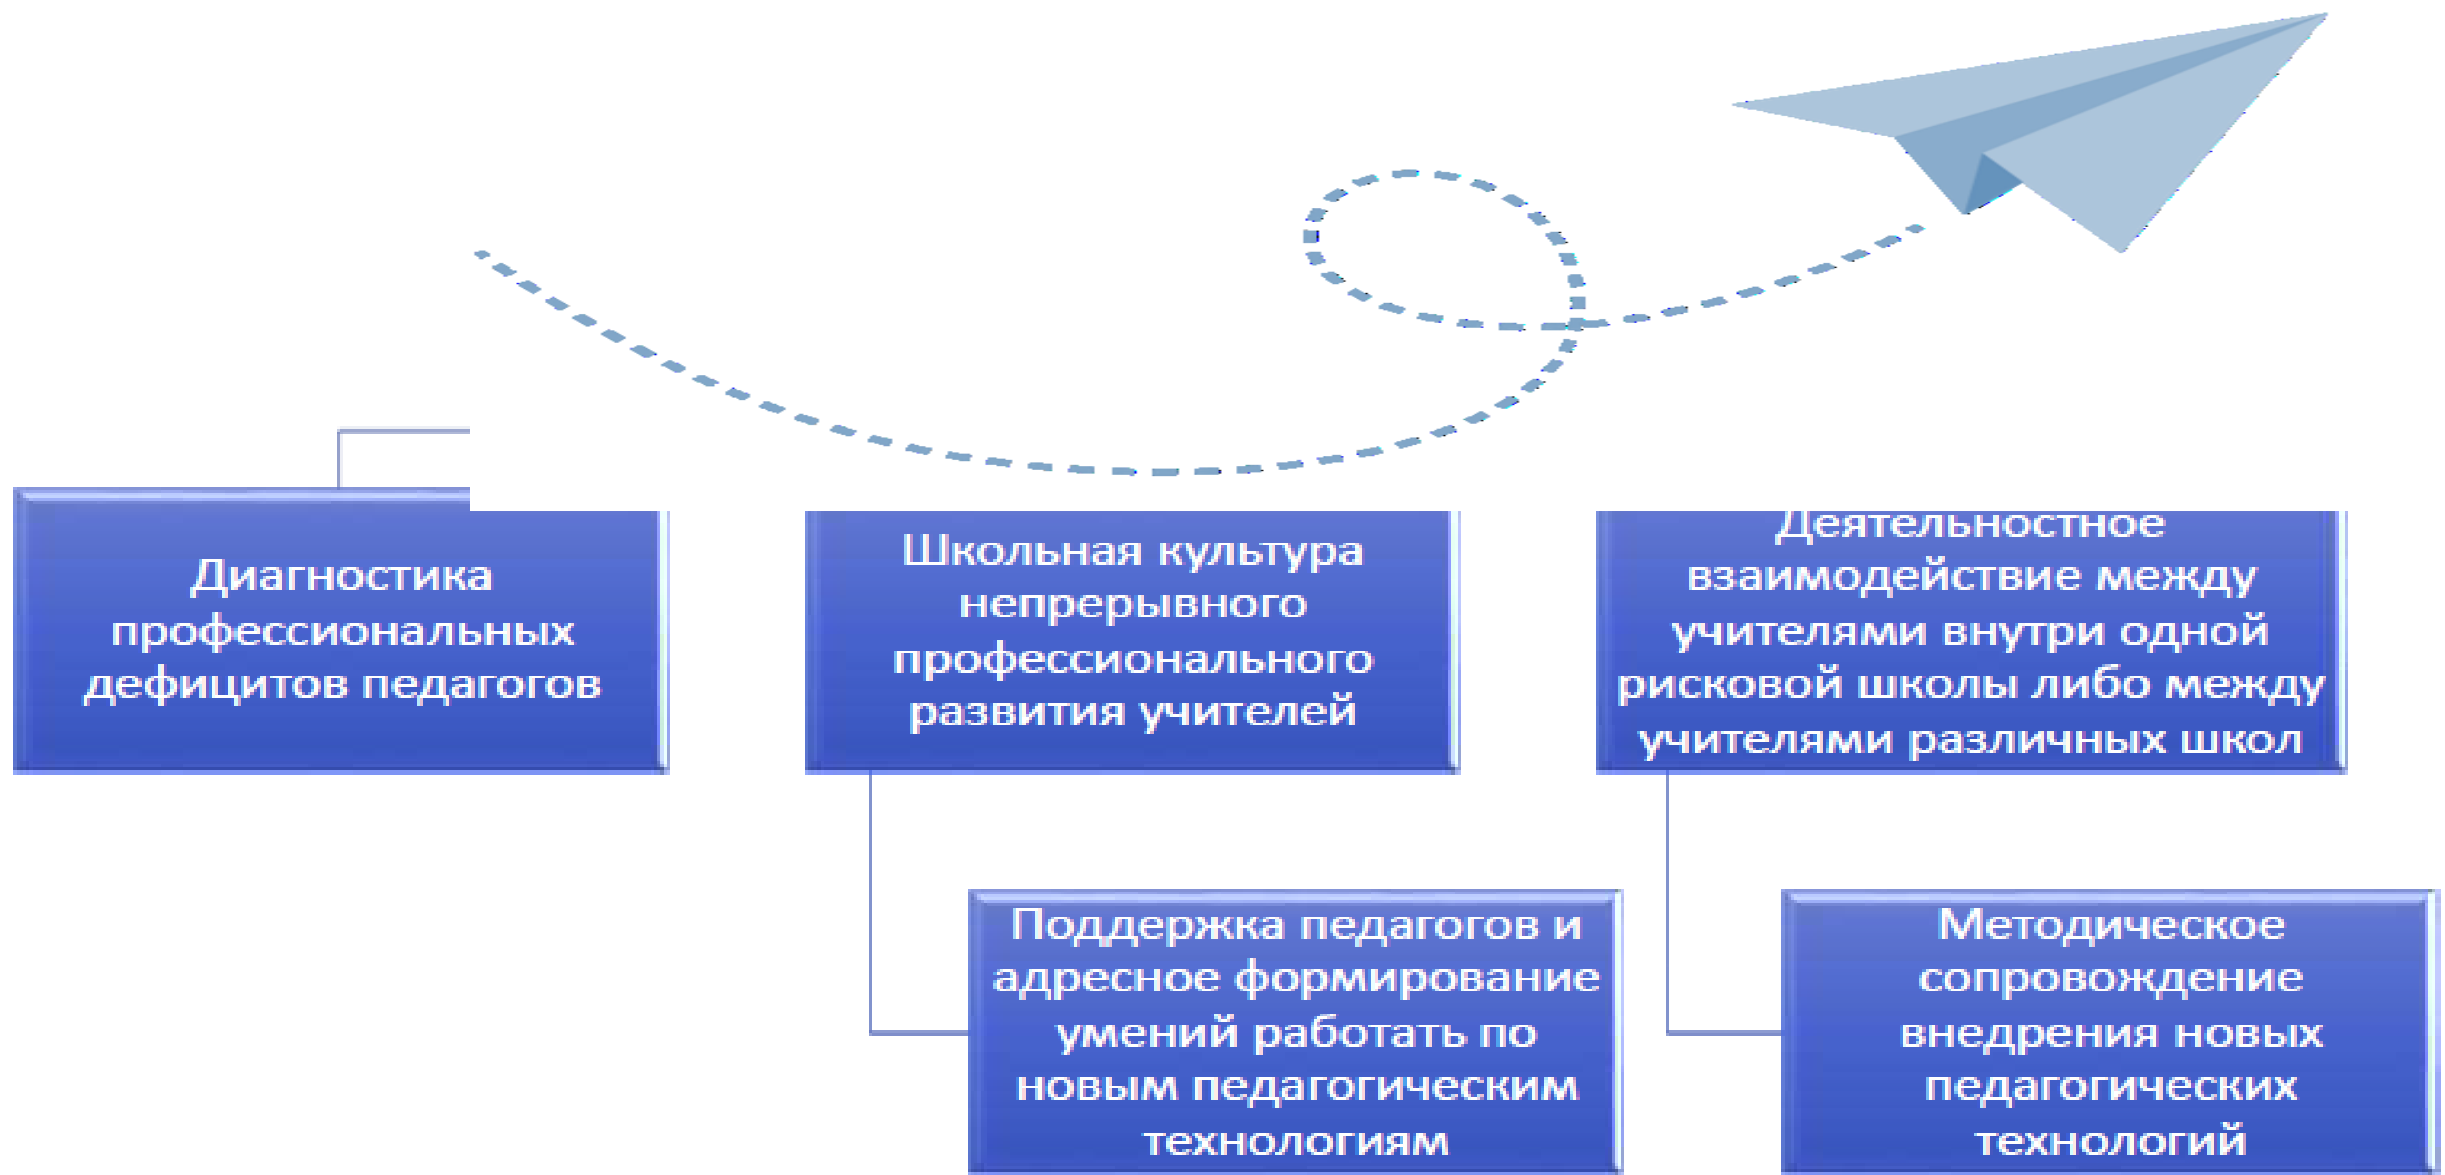 Диагностика
профессиональных
дефицитов педагогов
Школьная культура
непрерывного
профессионального
развития учителей
Деятельностное
взаимодействие между
учителями внутри одной
рисковой школы либо между
учителями различных школ
Поддержка педагогов и
адресное формирование
умений работать по
новым педагогическим
технологиям
Методическое
сопровождение
внедрения новых
педагогических
технологий